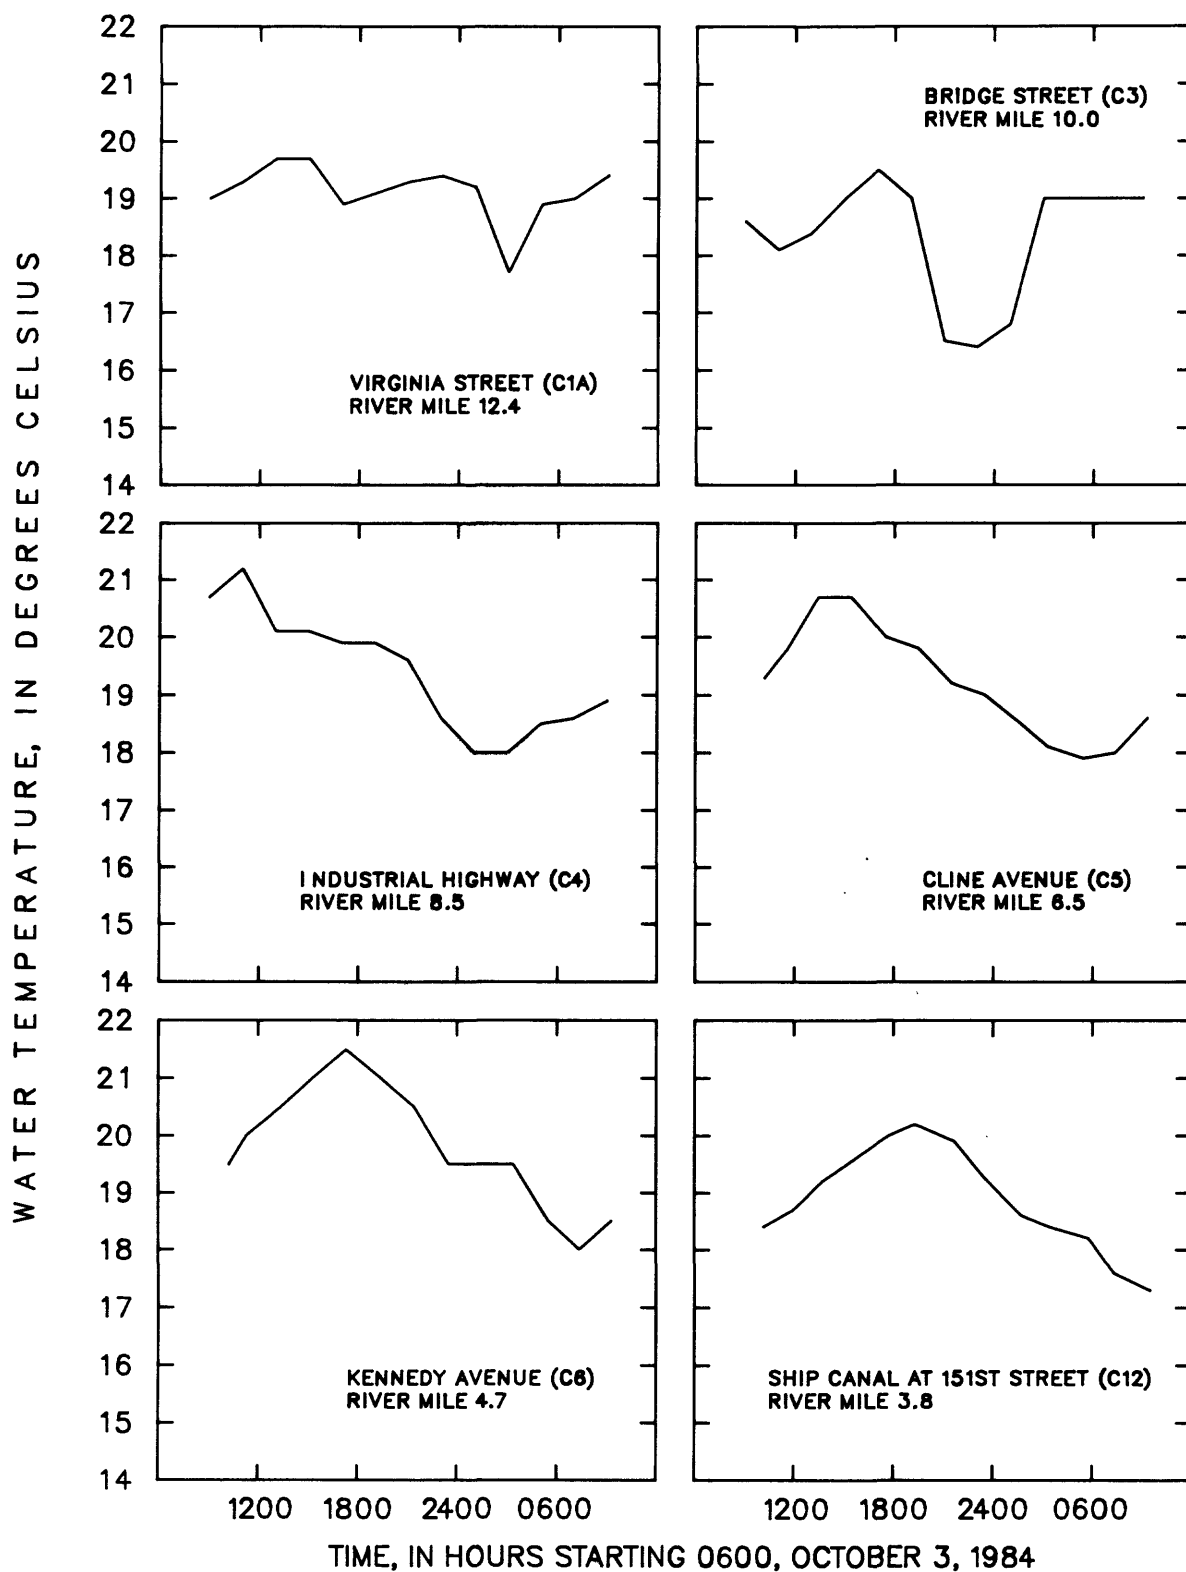 WATER TEMPERATURE, IN DEGREES CELSIUS
22
21
20
19
18
17
16
15
14
VIRGINIA STREET (C1A)
RIVER MILE 12.4
BRIDGE STREET (C3)
RIVER MILE 10.0
22
21
20
19
18
17
16
15
14
INDUSTRIAL HIGHWAY (C4)
RIVER MILE 8.5
CLINE AVENUE (C5)
RIVER MILE 6.5
22
21
20
19
18
17
16
15
14
KENNEDY AVENUE (C6)
RIVER MILE 4.7
SHIP CANAL AT 151ST STREET (C12)
RIVER MILE 3.8
1200 1800 2400 0600
1200 1800 2400 0600
TIME, IN HOURS STARTING 0600, OCTOBER 3, 1984